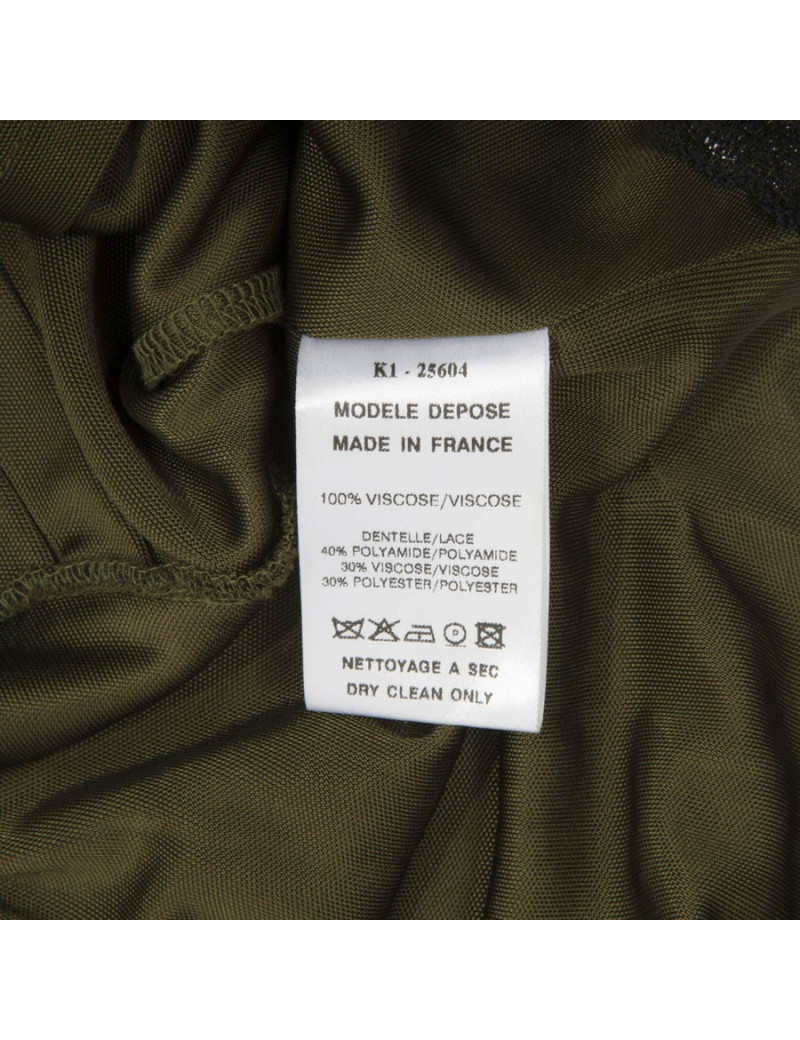 K1 - 25604
MODELE DEPOSE
MADE IN FRANCE
100% VISCOSE/VISCOSE
DENTELLE/LACE
40% POLYAMIDE/POLYAMIDE
30% VISCOSE/VISCOSE
30% POLYESTER/POLYESTER
NETTOYAGE A SEC
DRY CLEAN ONLY